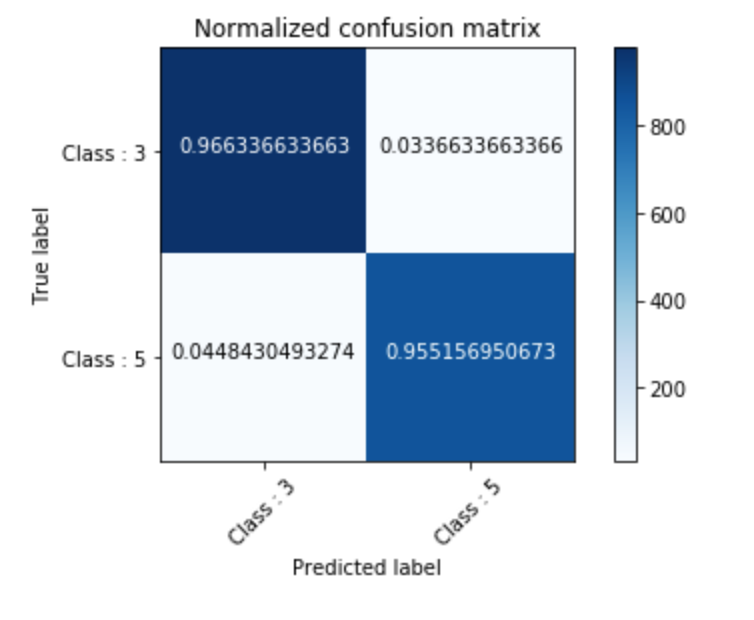 Normalized confusion matrix
True label
Class : 3
0.966336633663
0.0336633663366
Class : 5
0.0448430493274
0.955156950673
Class : 3
Class : 5
Predicted label
800
600
400
200